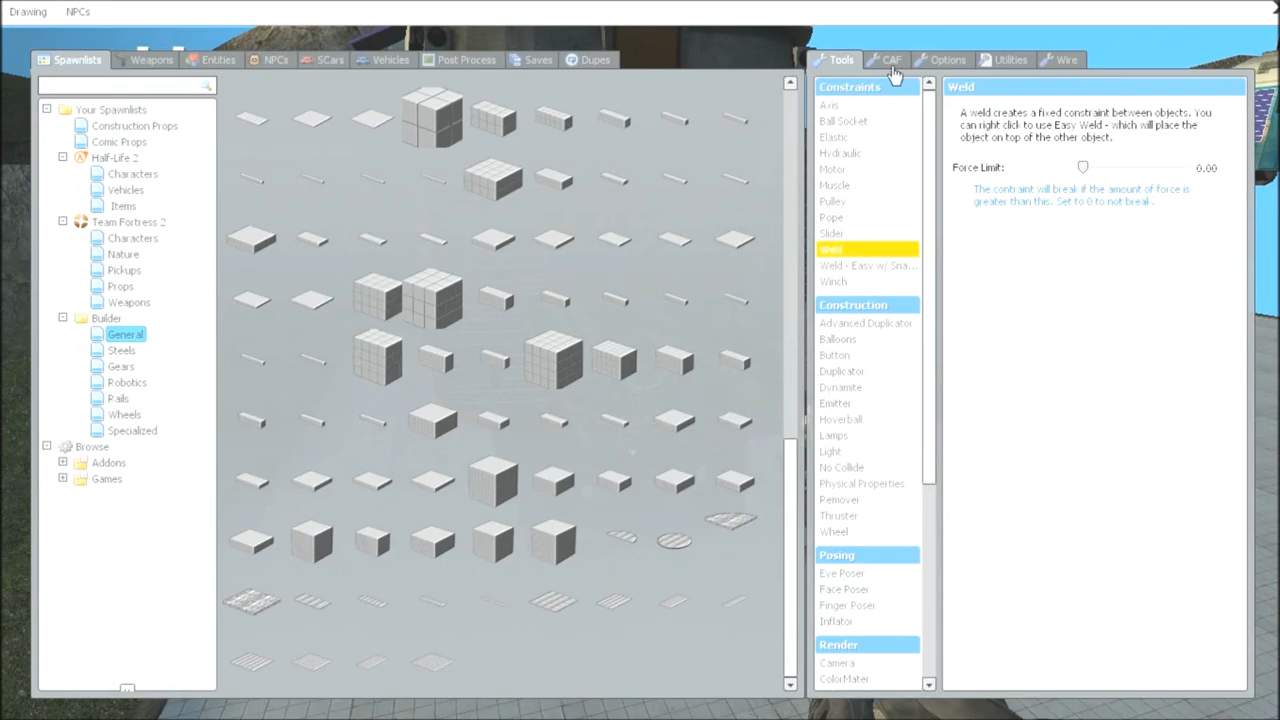 Drawing NPCs
Spawnlists Weapons Entities NPCs SCars Vehicles Post Process Saves Dupes
Your Spawnlists
Construction Props
Comic Props
Half-Life 2
Characters
Vehicles
Items
Team Fortress 2
Characters
Nature
Pickups
Props
Weapons
Builder
General
Steels
Gears
Robotics
Rails
Wheels
Specialized
Browse
Addons
Games
Tools CAF Options Utilities Wire
Constraints
Axis
Ball Socket
Elastic
Hydraulic
Motor
Muscle
Pulley
Rope
Slider
Weld
Weld - Easy w/ Sna...
Winch
Construction
Advanced Duplicator
Balloons
Button
Duplicator
Dynamite
Emitter
Hoverball
Lamps
Light
No Collide
Physical Properties
Remover
Thruster
Wheel
Posing
Eye Poser
Face Poser
Finger Poser
Inflator
Render
Camera
ColorMater
Weld
A weld creates a fixed constraint between objects. You
can right click to use Easy Weld - which will place the
object on top of the other object.
Force Limit: 0.00
The contraint will break if the amount of force is
greater than this. Set to 0 to not break.